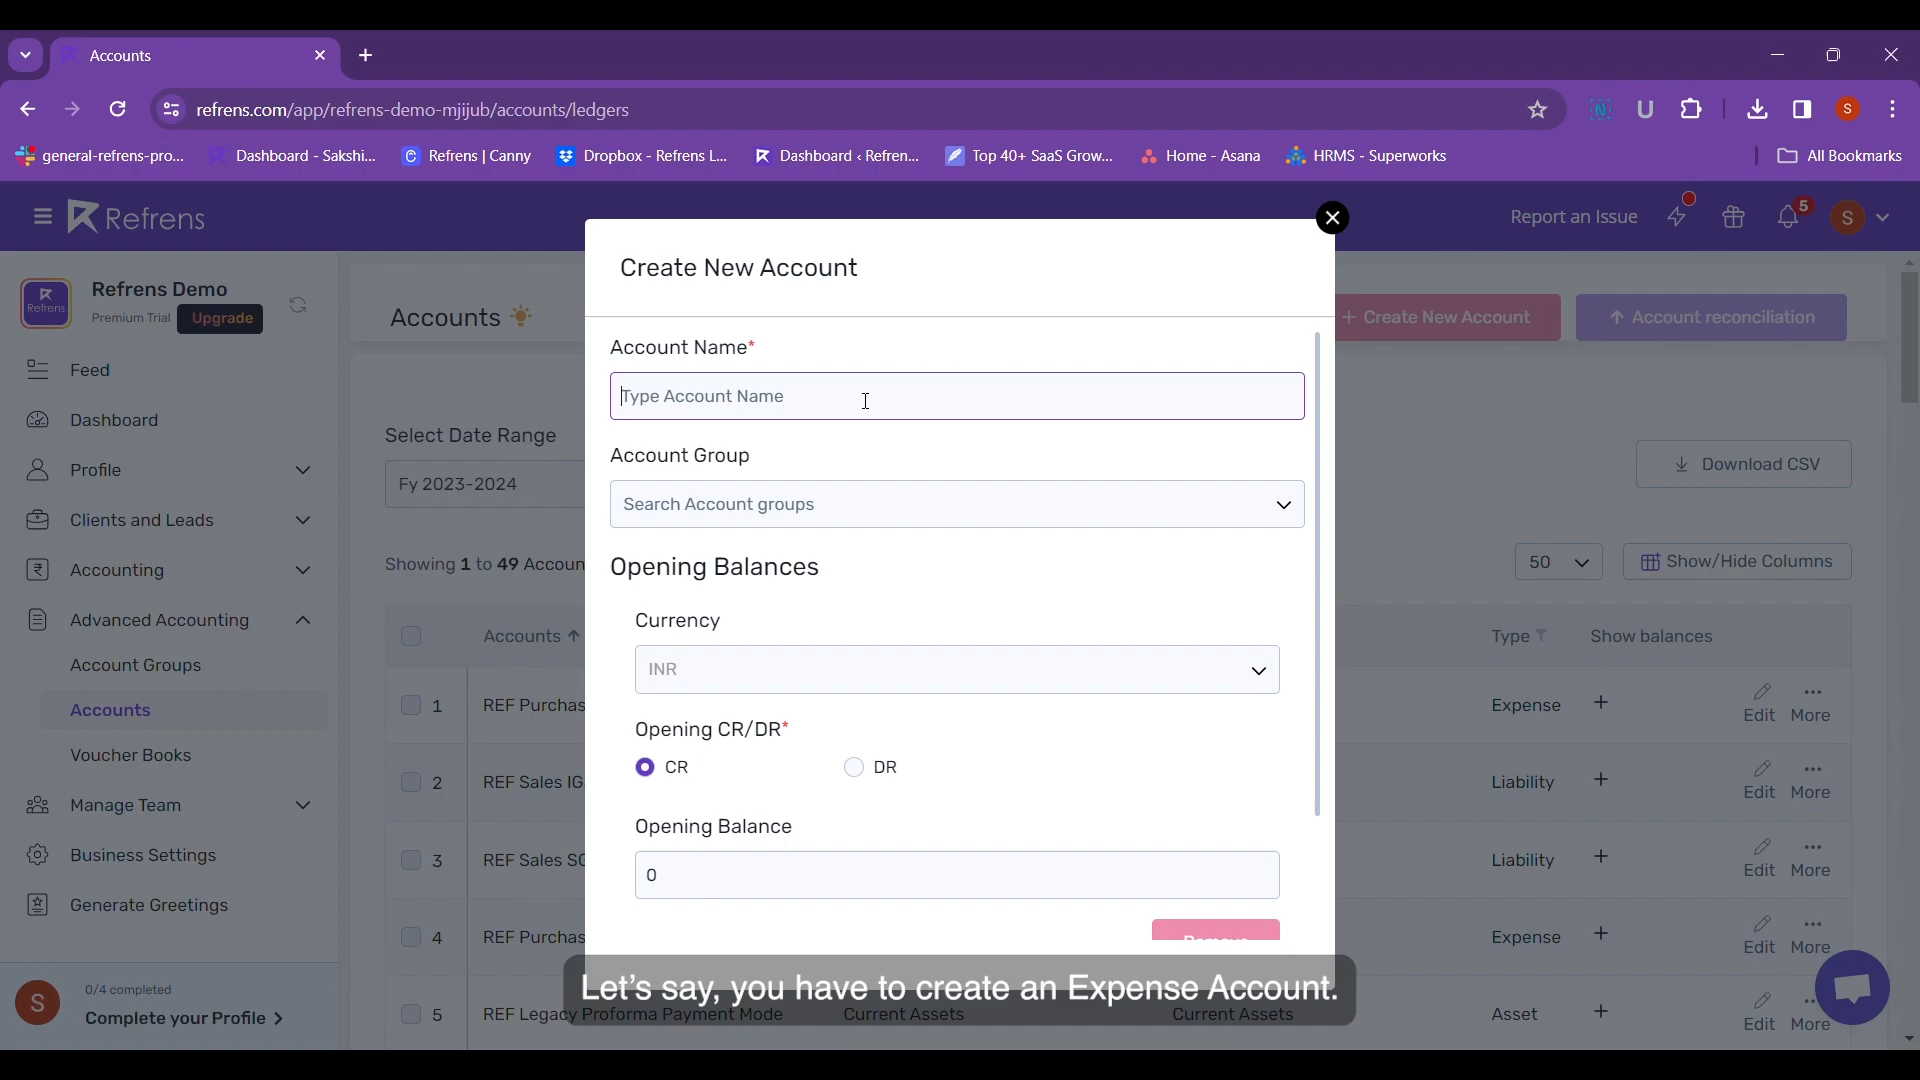 Accounts
refrens.com/app/refrens-demo-mjijub/accounts/ledgers
S
general-refrens-pro...
Dashboard - Sakshi...
Refrens | Canny
Dropbox - Refrens L...
Dashboard ‹ Refren...
Top 40+ SaaS Grow...
Home - Asana
HRMS - Superworks
All Bookmarks
Refrens
Report an Issue
5
S
Refrens
Refrens Demo
Premium Trial
Upgrade
Feed
Dashboard
Profile
Clients and Leads
Accounting
Advanced Accounting
Account Groups
Accounts
Voucher Books
Manage Team
Business Settings
Generate Greetings
S
0/4 completed
Complete your Profile
Accounts
+ Create New Account
Account reconciliation
Select Date Range
Fy 2023-2024
Download CSV
Showing 1 to 49 Accoun
50
Show/Hide Columns
Accounts
Type
Show balances
1 REF Purchas Expense + Edit More
2 REF Sales IG Liability + Edit More
3 REF Sales SG Liability + Edit More
4 REF Purchas Expense + Edit More
5 REF Legacy Proforma Payment Mode Current Assets Current Assets Asset + Edit More
Create New Account
Account Name*
Type Account Name
Account Group
Search Account groups
Opening Balances
Currency
INR
Opening CR/DR*
CR
DR
Opening Balance
0
Remove
Let's say, you have to create an Expense Account.